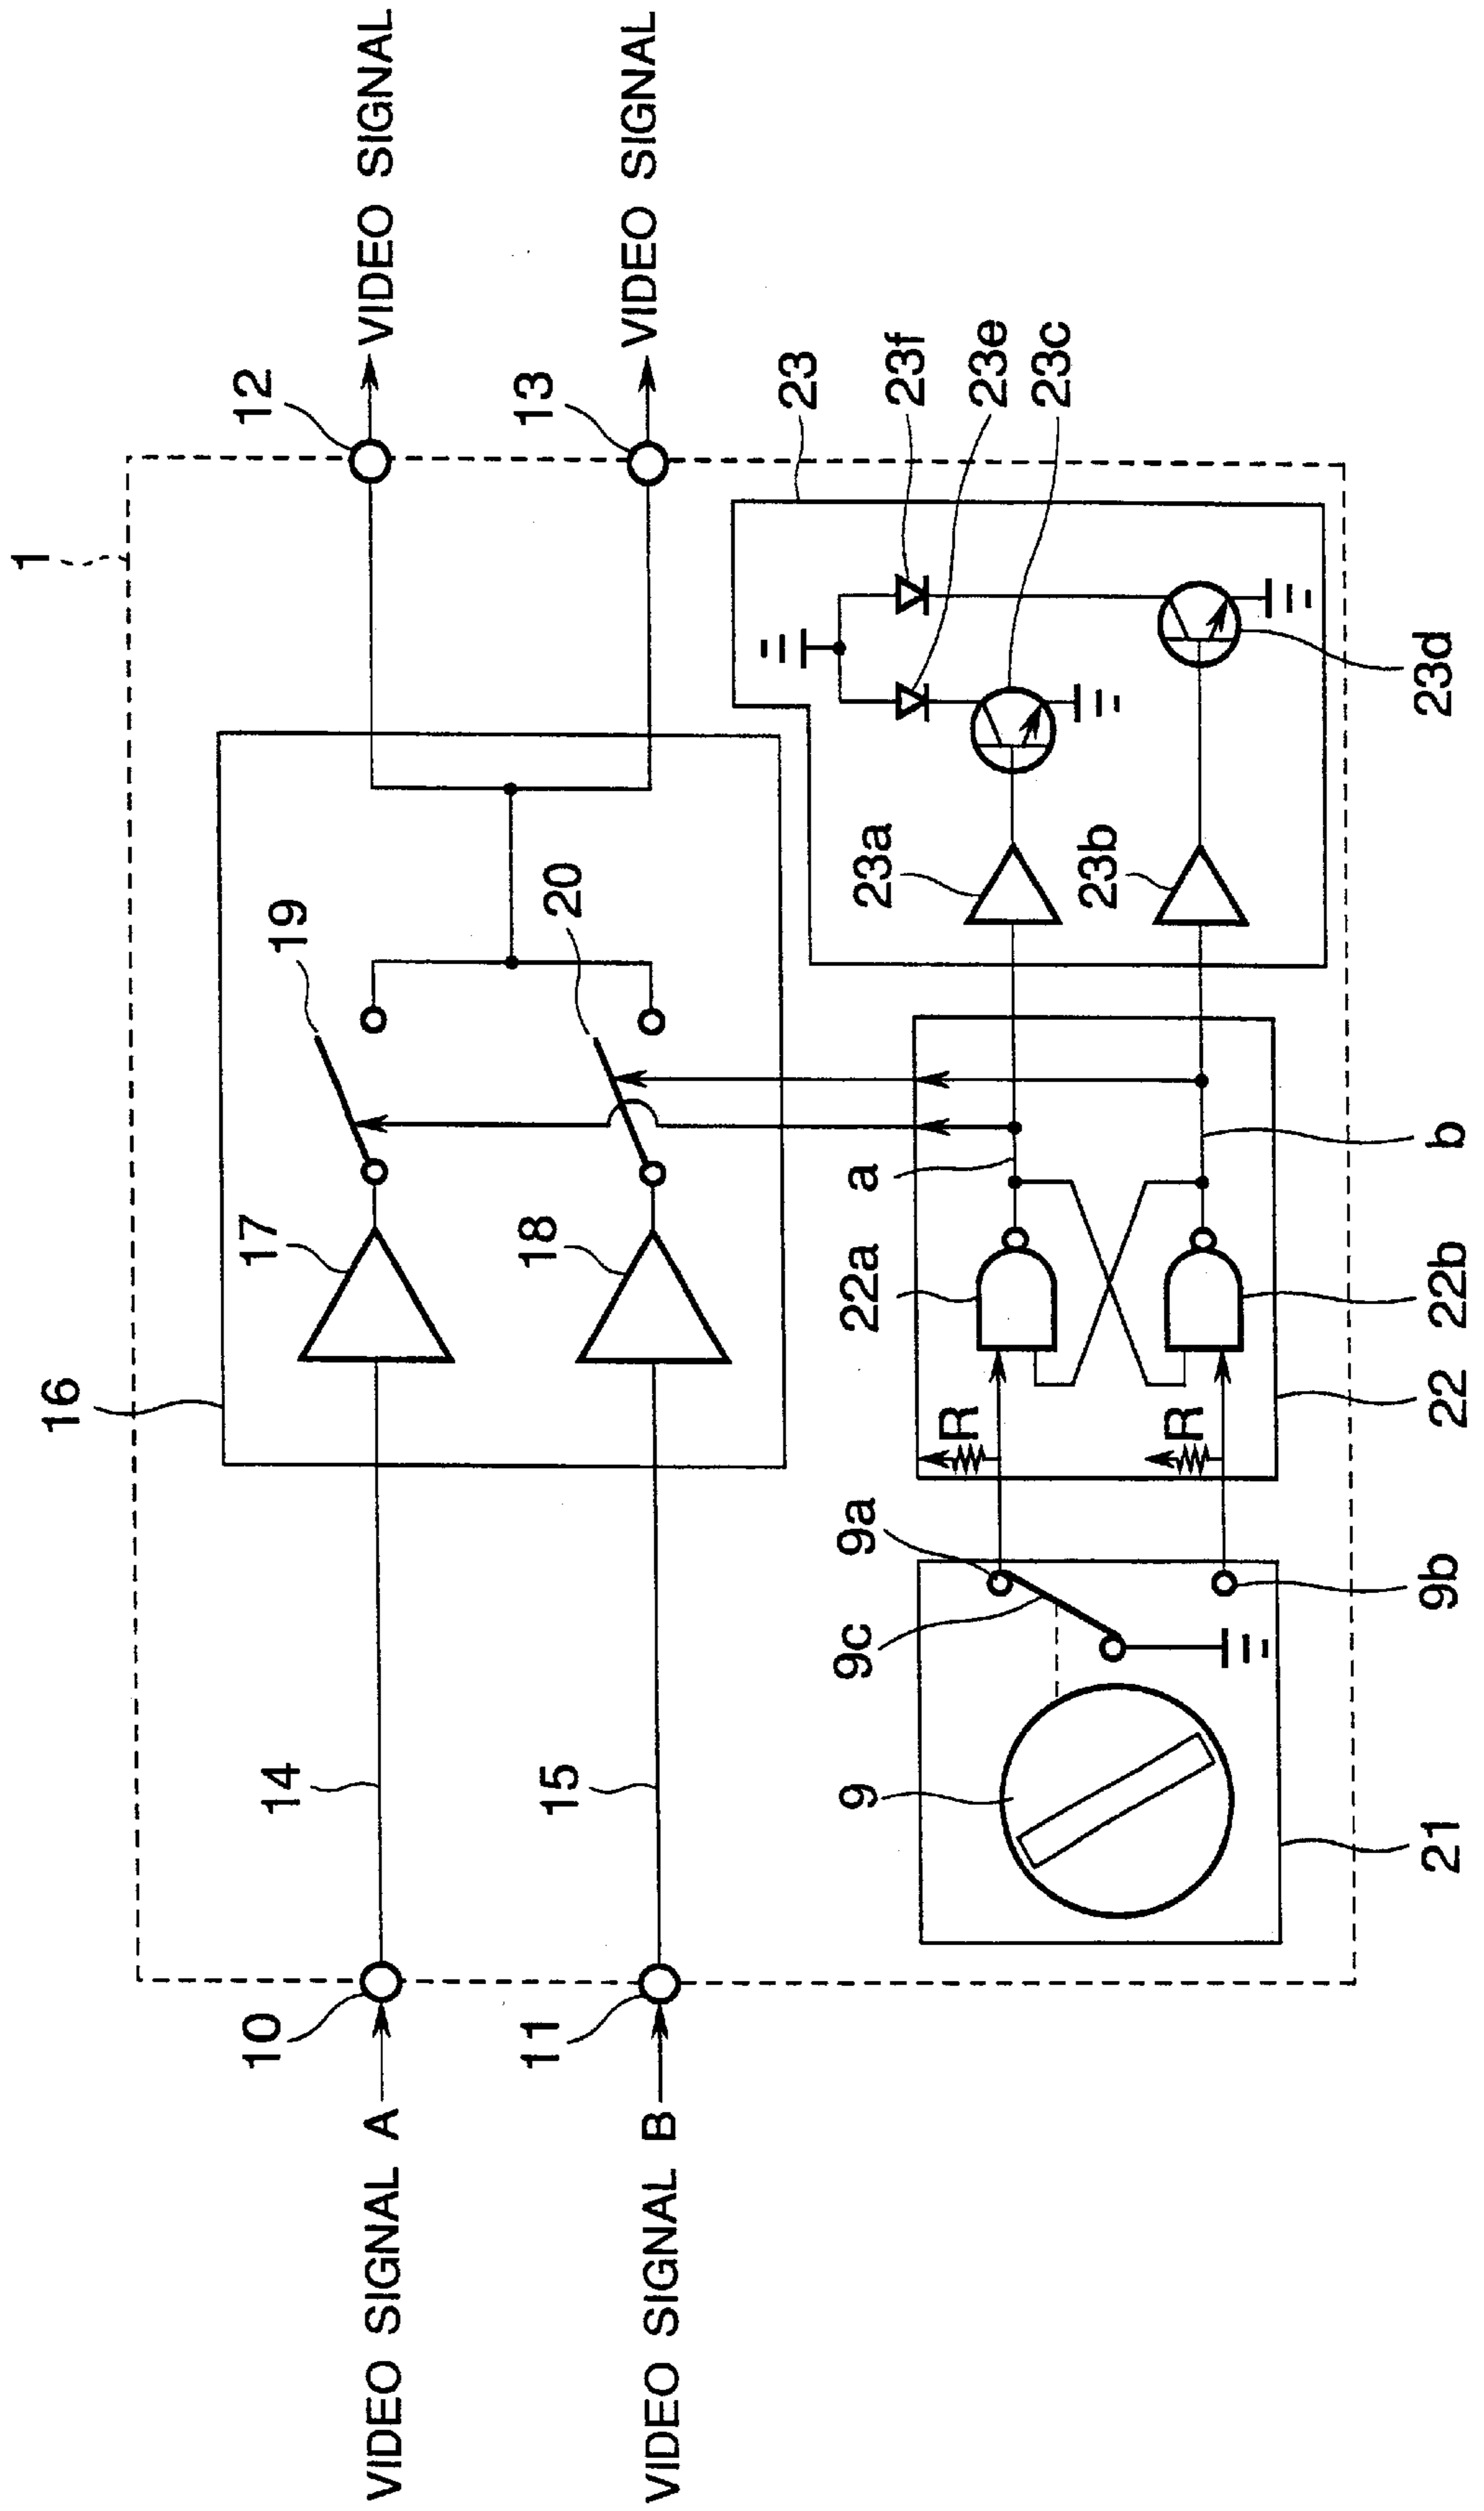 1
16
17
19
12
VIDEO SIGNAL
VIDEO SIGNAL A
10
14
18
20
13
VIDEO SIGNAL
VIDEO SIGNAL B
11
15
23
23f
23e
23c
9
9c
9a
R
22a
a
23a
R
23b
21
9b
22
22b
b
23d